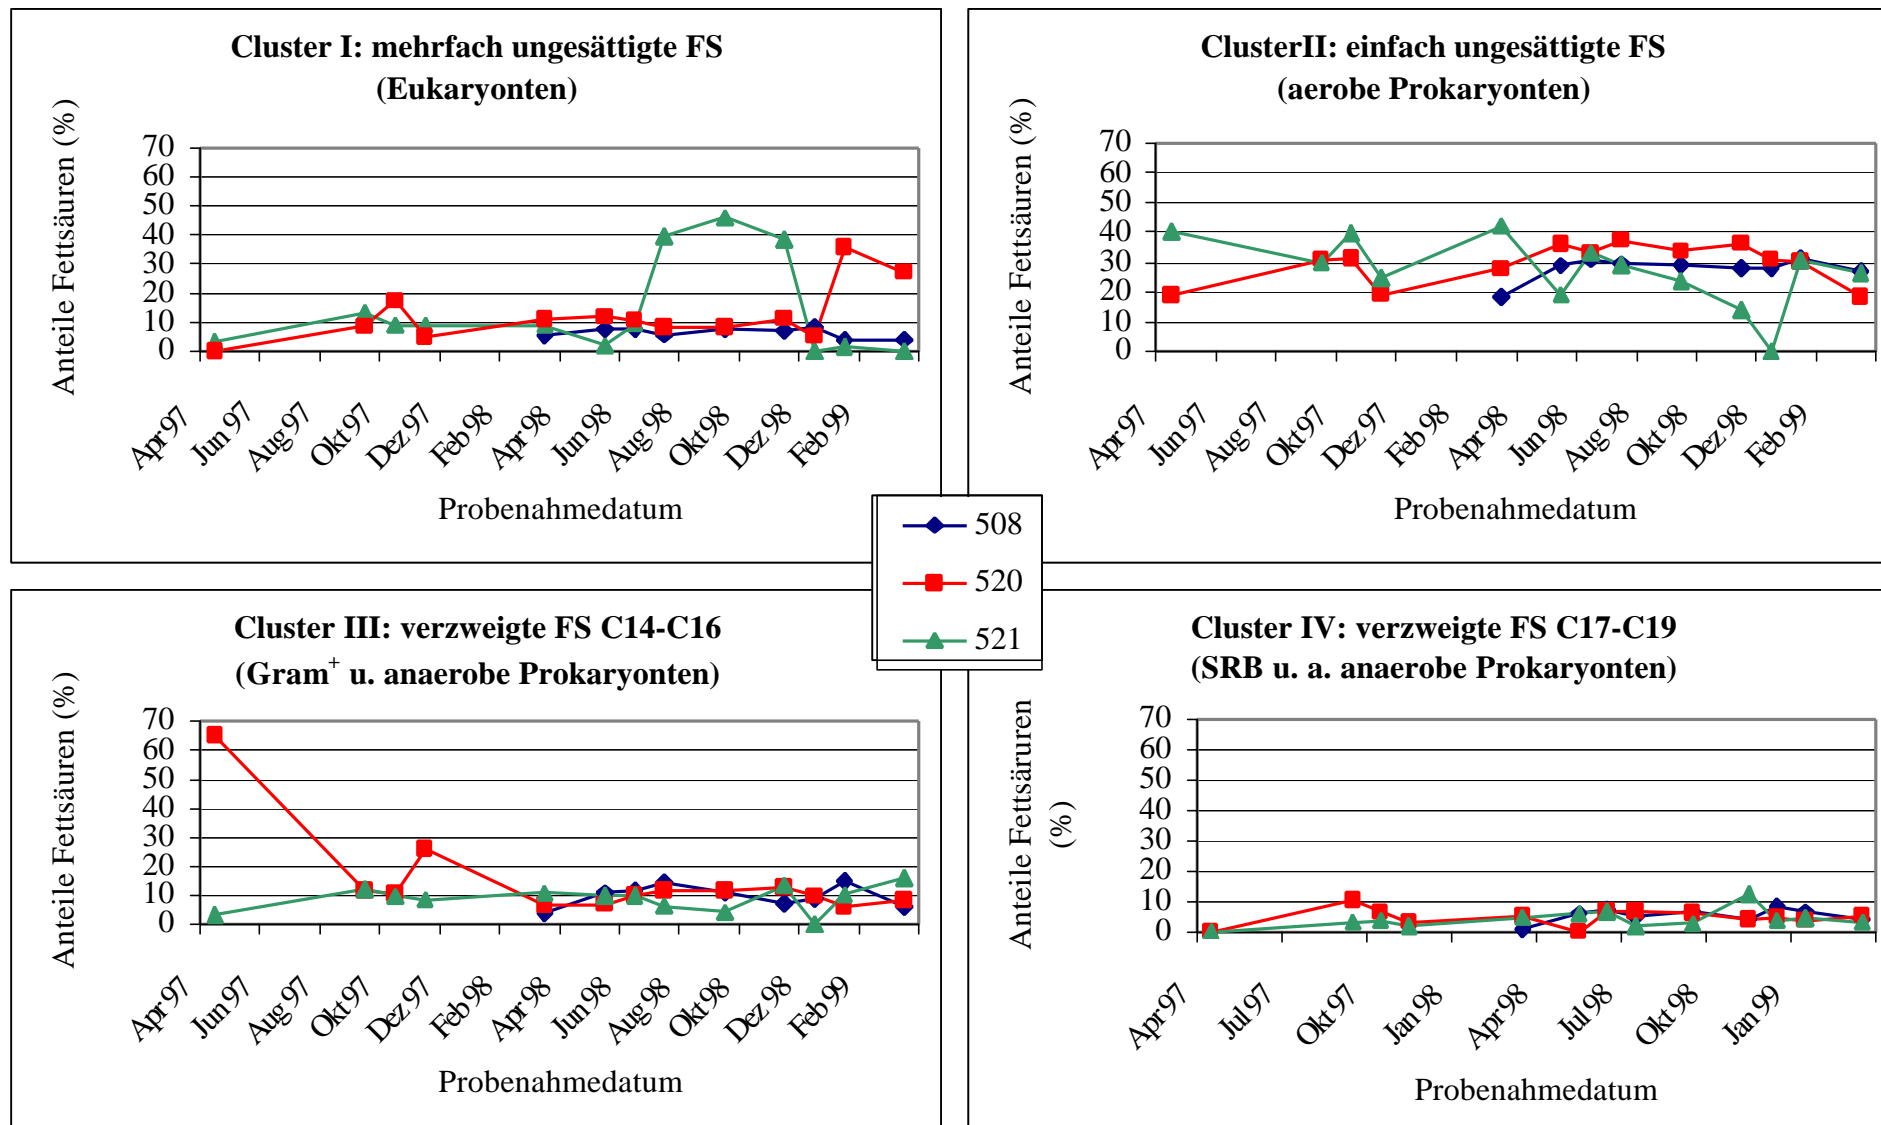 Cluster I: mehrfach ungesättigte FS
(Eukaryonten)
Anteile Fettsäuren (%)
70
60
50
40
30
20
10
0
Apr 97
Jun 97
Aug 97
Okt 97
Dez 97
Feb 98
Apr 98
Jun 98
Aug 98
Okt 98
Dez 98
Feb 99
Probenahmedatum
ClusterII: einfach ungesättigte FS
(aerobe Prokaryonten)
Anteile Fettsäuren (%)
70
60
50
40
30
20
10
0
Apr 97
Jun 97
Aug 97
Okt 97
Dez 97
Feb 98
Apr 98
Jun 98
Aug 98
Okt 98
Dez 98
Feb 99
Probenahmedatum
508
520
521
Cluster III: verzweigte FS C14-C16
(Gram⁺ u. anaerobe Prokaryonten)
Anteile Fettsäuren (%)
70
60
50
40
30
20
10
0
Apr 97
Jun 97
Aug 97
Okt 97
Dez 97
Feb 98
Apr 98
Jun 98
Aug 98
Okt 98
Dez 98
Feb 99
Probenahmedatum
Cluster IV: verzweigte FS C17-C19
(SRB u. a. anaerobe Prokaryonten)
Anteile Fettsäruren
(%)
70
60
50
40
30
20
10
0
Apr 97
Jul 97
Okt 97
Jan 98
Apr 98
Jul 98
Okt 98
Jan 99
Probenahmedatum